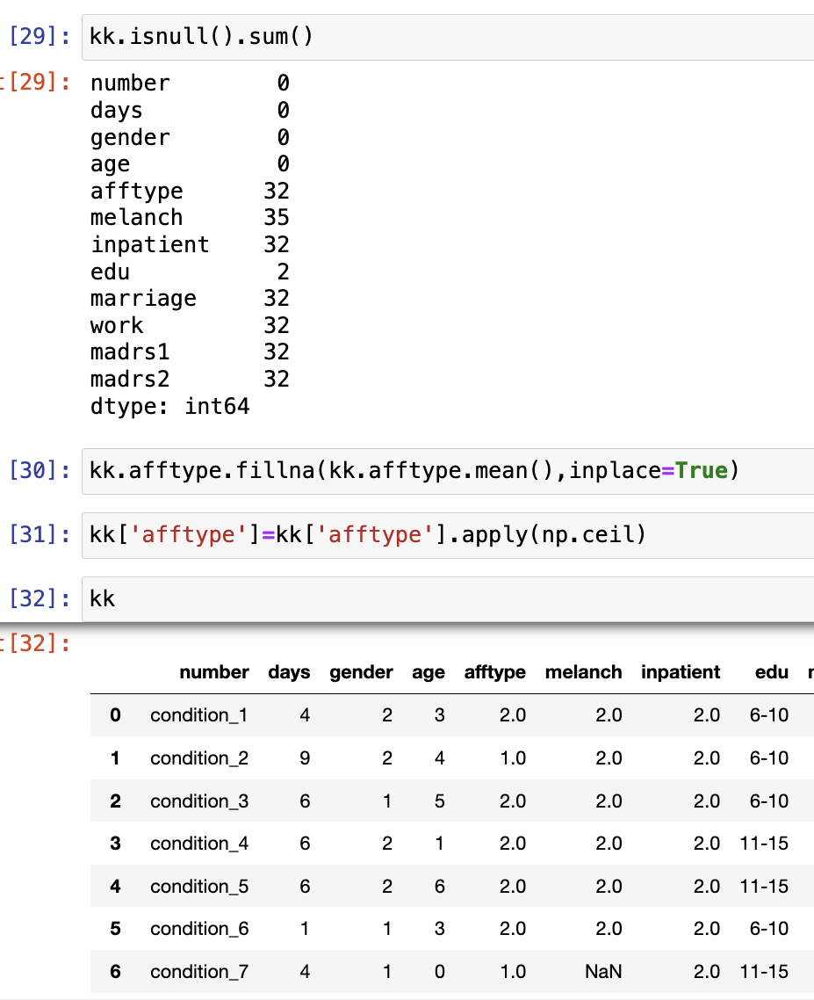 [29]: kk.isnull().sum()
t[29]: number 0
days 0
gender 0
age 0
afftype 32
melanch 35
inpatient 32
edu 2
marriage 32
work 32
madrs1 32
madrs2 32
dtype: int64
[30]: kk.afftype.fillna(kk.afftype.mean(),inplace=True)
[31]: kk['afftype']=kk['afftype'].apply(np.ceil)
[32]: kk
t[32]:
number days gender age afftype melanch inpatient edu
0 condition_1 4 2 3 2.0 2.0 2.0 6-10
1 condition_2 9 2 4 1.0 2.0 2.0 6-10
2 condition_3 6 1 5 2.0 2.0 2.0 6-10
3 condition_4 6 2 1 2.0 2.0 2.0 11-15
4 condition_5 6 2 6 2.0 2.0 2.0 11-15
5 condition_6 1 1 3 2.0 2.0 2.0 6-10
6 condition_7 4 1 0 1.0 NaN 2.0 11-15